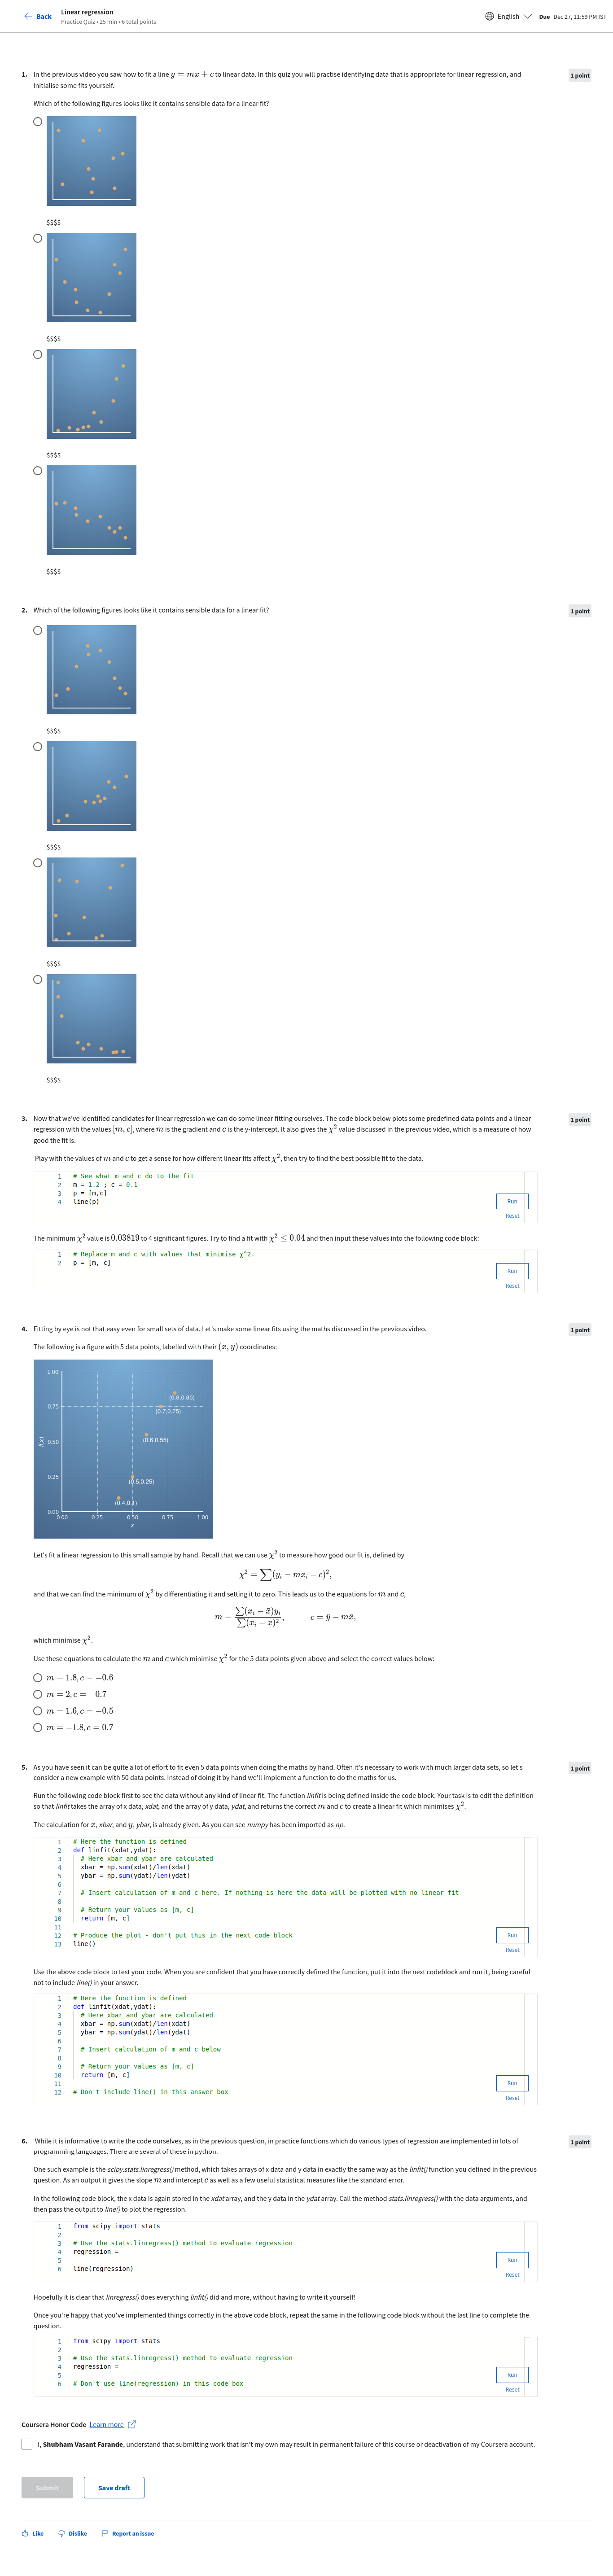 Back
Linear regression
Practice Quiz • 25 min • 6 total points
English
Due Dec 27, 11:59 PM IST
1. In the previous video you saw how to fit a line y = mx + c to linear data. In this quiz you will practise identifying data that is appropriate for linear regression, and
initialise some fits yourself.
1 point
Which of the following figures looks like it contains sensible data for a linear fit?
$$$$
$$$$
$$$$
$$$$
2. Which of the following figures looks like it contains sensible data for a linear fit?
1 point
$$$$
$$$$
$$$$
$$$$
3. Now that we've identified candidates for linear regression we can do some linear fitting ourselves. The code block below plots some predefined data points and a linear
regression with the values [m, c], where m is the gradient and c is the y-intercept. It also gives the χ² value discussed in the previous video, which is a measure of how
good the fit is.
1 point
Play with the values of m and c to get a sense for how different linear fits affect χ², then try to find the best possible fit to the data.
1 # See what m and c do to the fit
2 m = 1.2 ; c = 0.1
3 p = [m,c]
4 line(p)
Run
Reset
The minimum χ² value is 0.03819 to 4 significant figures. Try to find a fit with χ² ≤ 0.04 and then input these values into the following code block:
1 # Replace m and c with values that minimise χ^2.
2 p = [m, c]
Run
Reset
4. Fitting by eye is not that easy even for small sets of data. Let's make some linear fits using the maths discussed in the previous video.
1 point
The following is a figure with 5 data points, labelled with their (x, y) coordinates:
1.00
(0.8,0.85)
0.75
(0.7,0.75)
f(x)
0.50
(0.6,0.55)
0.25
(0.5,0.25)
(0.4,0.1)
0.00
0.00 0.25 0.50 0.75 1.00
x
Let's fit a linear regression to this small sample by hand. Recall that we can use χ² to measure how good our fit is, defined by
χ² = ∑(yᵢ − mxᵢ − c)²,
and that we can find the minimum of χ² by differentiating it and setting it to zero. This leads us to the equations for m and c,
m = ∑(xᵢ − x̄)yᵢ / ∑(xᵢ − x̄)², c = ȳ − mx̄,
which minimise χ².
Use these equations to calculate the m and c which minimise χ² for the 5 data points given above and select the correct values below:
m = 1.8, c = −0.6
m = 2, c = −0.7
m = 1.6, c = −0.5
m = −1.8, c = 0.7
5. As you have seen it can be quite a lot of effort to fit even 5 data points when doing the maths by hand. Often it's necessary to work with much larger data sets, so let's
consider a new example with 50 data points. Instead of doing it by hand we'll implement a function to do the maths for us.
1 point
Run the following code block first to see the data without any kind of linear fit. The function linfit is being defined inside the code block. Your task is to edit the definition
so that linfit takes the array of x data, xdat, and the array of y data, ydat, and returns the correct m and c to create a linear fit which minimises χ².
The calculation for x̄, xbar, and ȳ, ybar, is already given. As you can see numpy has been imported as np.
1 # Here the function is defined
2 def linfit(xdat,ydat):
3 # Here xbar and ybar are calculated
4 xbar = np.sum(xdat)/len(xdat)
5 ybar = np.sum(ydat)/len(ydat)
6
7 # Insert calculation of m and c here. If nothing is here the data will be plotted with no linear fit
8
9 # Return your values as [m, c]
10 return [m, c]
11
12 # Produce the plot - don't put this in the next code block
13 line()
Run
Reset
Use the above code block to test your code. When you are confident that you have correctly defined the function, put it into the next codeblock and run it, being careful
not to include line() in your answer.
1 # Here the function is defined
2 def linfit(xdat,ydat):
3 # Here xbar and ybar are calculated
4 xbar = np.sum(xdat)/len(xdat)
5 ybar = np.sum(ydat)/len(ydat)
6
7 # Insert calculation of m and c below
8
9 # Return your values as [m, c]
10 return [m, c]
11
12 # Don't include line() in this answer box
Run
Reset
6. While it is informative to write the code ourselves, as in the previous question, in practice functions which do various types of regression are implemented in lots of
programming languages. There are several of these in python.
1 point
One such example is the scipy.stats.linregress() method, which takes arrays of x data and y data in exactly the same way as the linfit() function you defined in the previous
question. As an output it gives the slope m and intercept c as well as a few useful statistical measures like the standard error.
In the following code block, the x data is again stored in the xdat array, and the y data in the ydat array. Call the method stats.linregress() with the data arguments, and
then pass the output to line() to plot the regression.
1 from scipy import stats
2
3 # Use the stats.linregress() method to evaluate regression
4 regression =
5
6 line(regression)
Run
Reset
Hopefully it is clear that linregress() does everything linfit() did and more, without having to write it yourself!
Once you're happy that you've implemented things correctly in the above code block, repeat the same in the following code block without the last line to complete the
question.
1 from scipy import stats
2
3 # Use the stats.linregress() method to evaluate regression
4 regression =
5
6 # Don't use line(regression) in this code box
Run
Reset
Coursera Honor Code Learn more
I, Shubham Vasant Farande, understand that submitting work that isn't my own may result in permanent failure of this course or deactivation of my Coursera account.
Submit
Save draft
Like
Dislike
Report an issue